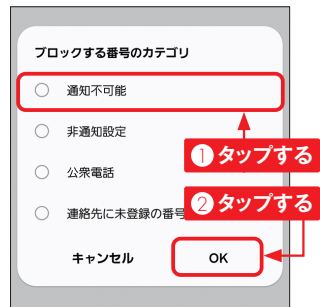 ブロックする番号のカテゴリ
通知不可能
非通知設定
① タップする
公衆電話
② タップする
連絡先に未登録の番号
キャンセル
OK